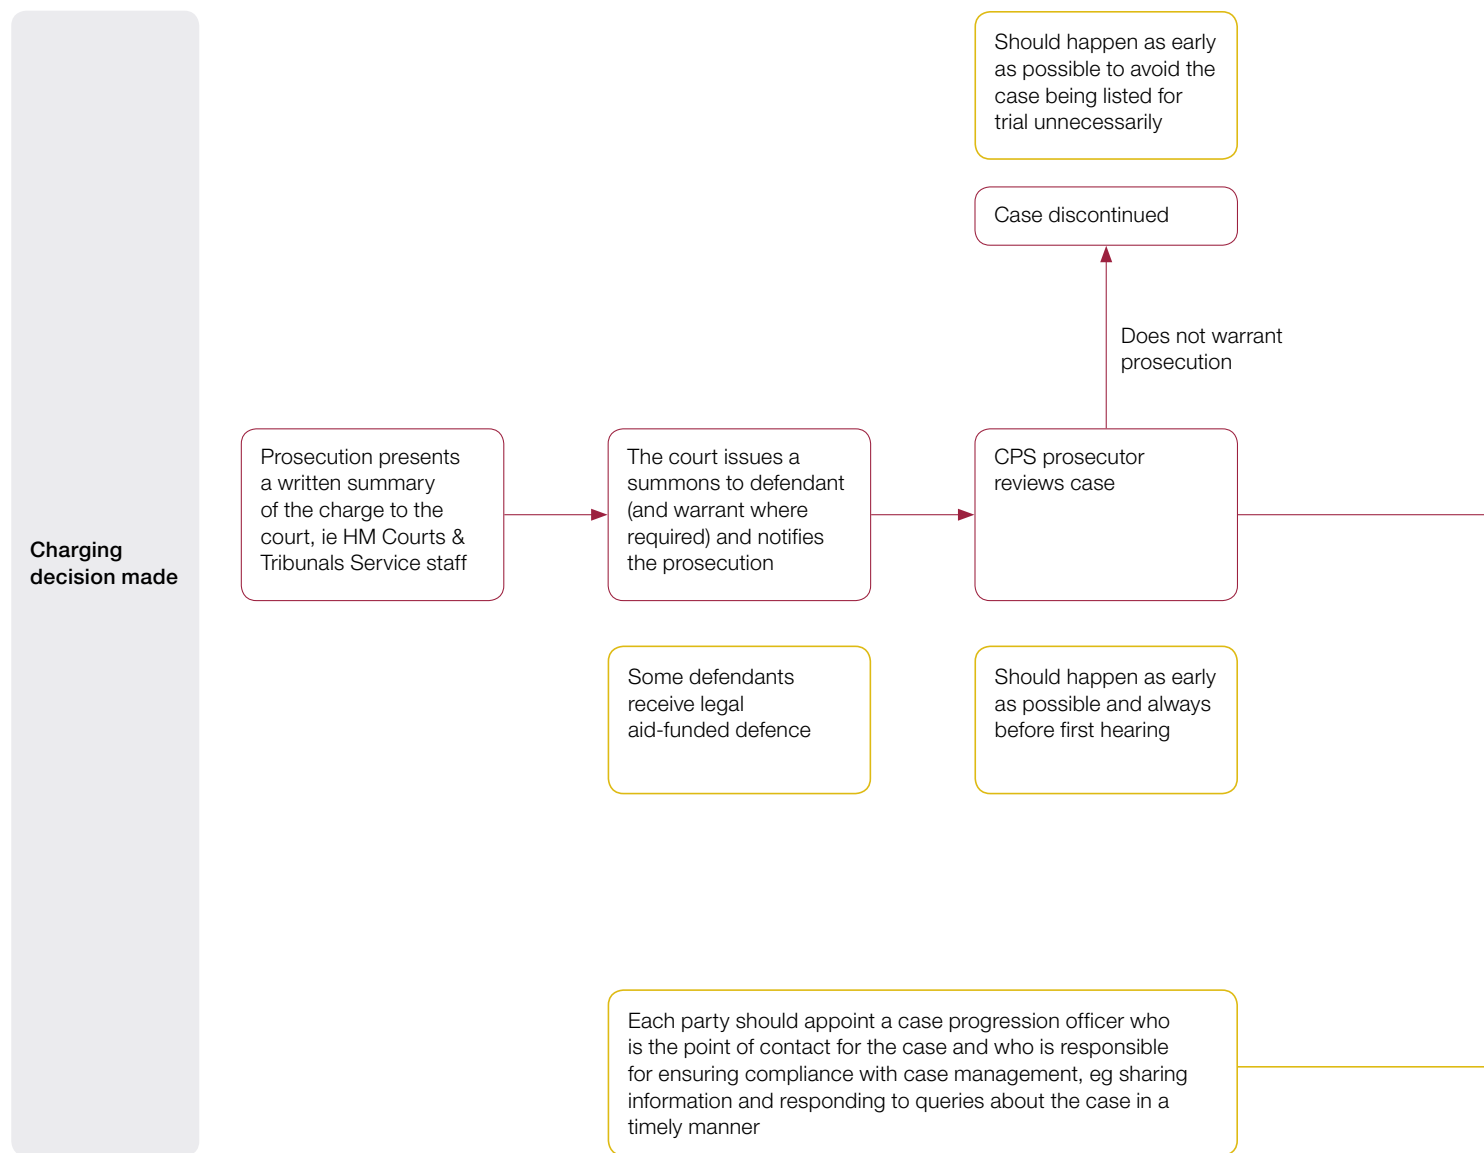 Should happen as early
as possible to avoid the
case being listed for
trial unnecessarily
Case discontinued
Does not warrant
prosecution
Charging
decision made
Prosecution presents
a written summary
of the charge to the
court, ie HM Courts &
Tribunals Service staff
The court issues a
summons to defendant
(and warrant where
required) and notifies
the prosecution
CPS prosecutor
reviews case
Some defendants
receive legal
aid-funded defence
Should happen as early
as possible and always
before first hearing
Each party should appoint a case progression officer who
is the point of contact for the case and who is responsible
for ensuring compliance with case management, eg sharing
information and responding to queries about the case in a
timely manner